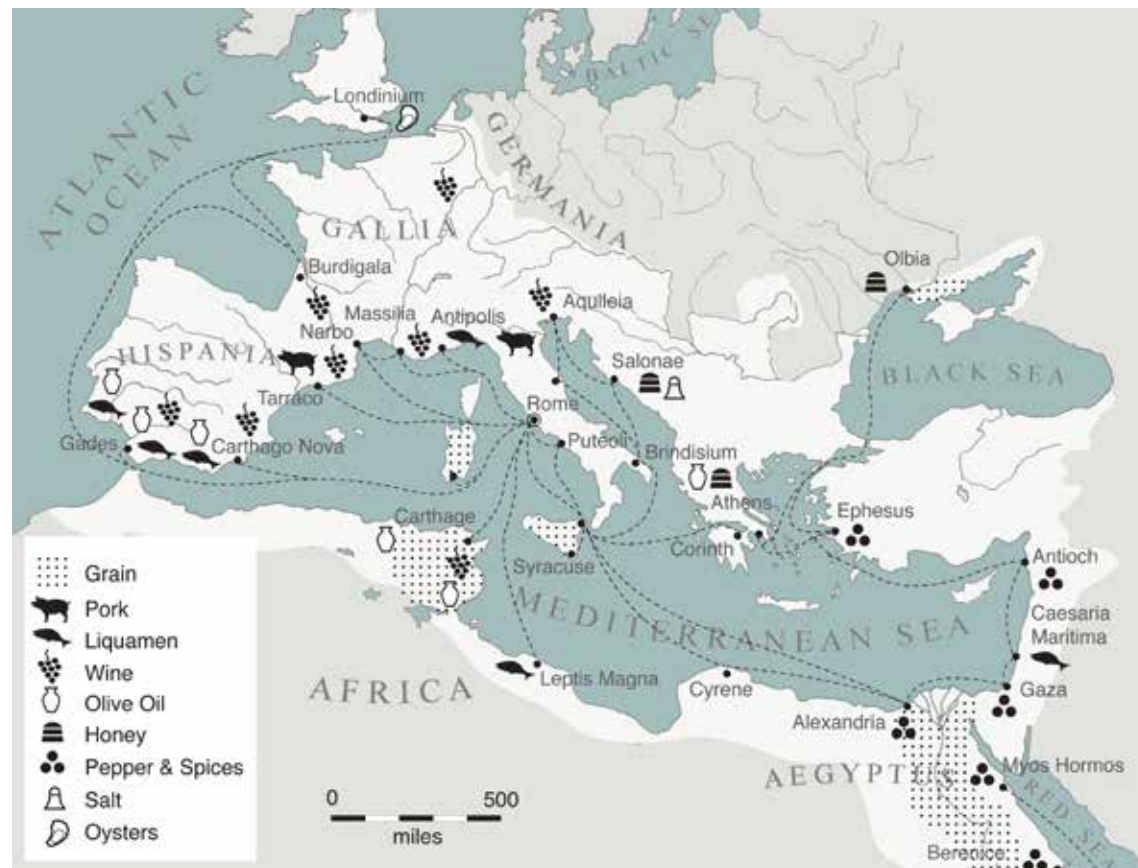 BALTIC SE
Londinium
ATLANTIC
OCEAN
GERMANIA
GALLIA
Olbia
Burdigala
Massilia
Antipolis
Aquileia
Narbo
HISPANIA
Salonae
BLACK SEA
Tarraco
Rome
Puteoli
Gades
Carthago Nova
Brindisium
Athens
Ephesus
Carthage
Corinth
Antioch
Syracuse
MEDITERRANEAN SEA
Caesaria
Maritima
Leptis Magna
Cyrene
Gaza
AFRICA
Alexandria
AEGYPTUS
Myos Hormos
RED SE
Berenice
Grain
Pork
Liquamen
Wine
Olive Oil
Honey
Pepper & Spices
Salt
Oysters
0 500
miles